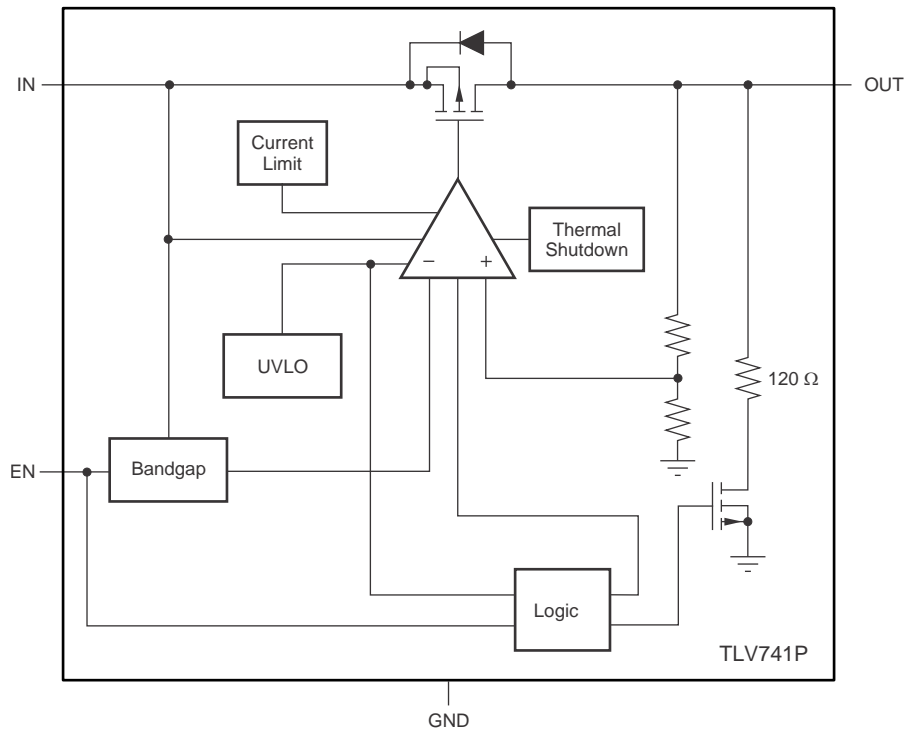 IN
OUT
Current
Limit
Thermal
Shutdown
− +
UVLO
120 Ω
EN
Bandgap
Logic
TLV741P
GND